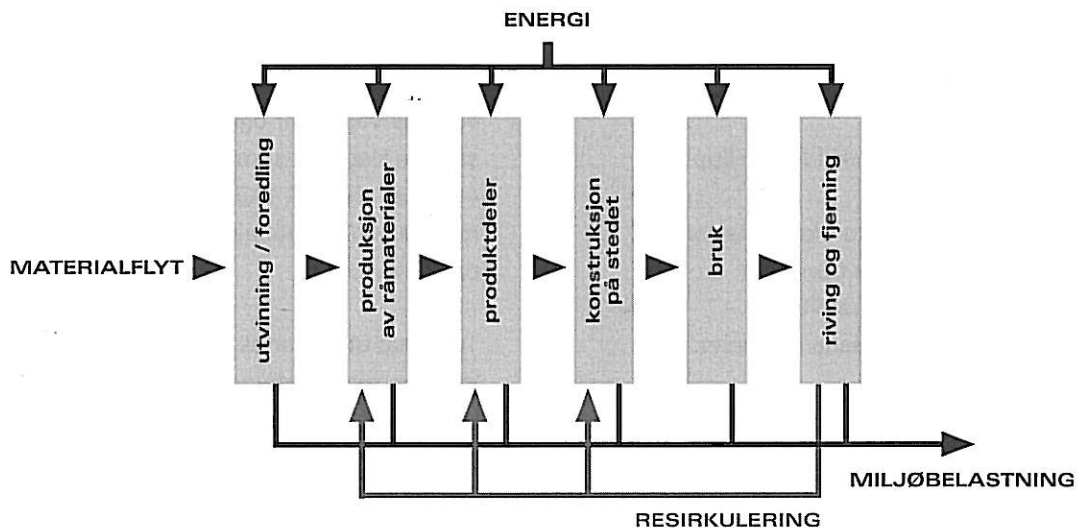 ENERGI
MATERIALFLYT
utvinning / foredling
produksjon
av råmaterialer
produktdeler
konstruksjon
på stedet
bruk
riving og fjerning
MILJØBELASTNING
RESIRKULERING